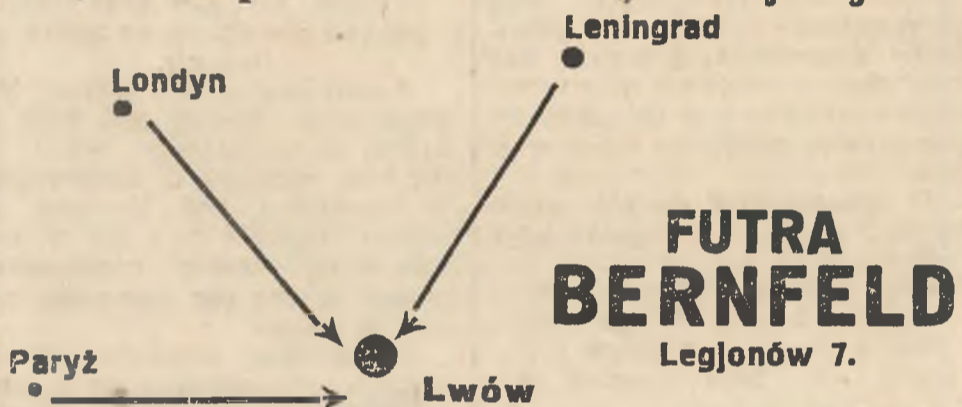 Leningrad
Londyn
FUTRA
BERNFELD
Legjonów 7.
Paryż
Lwów